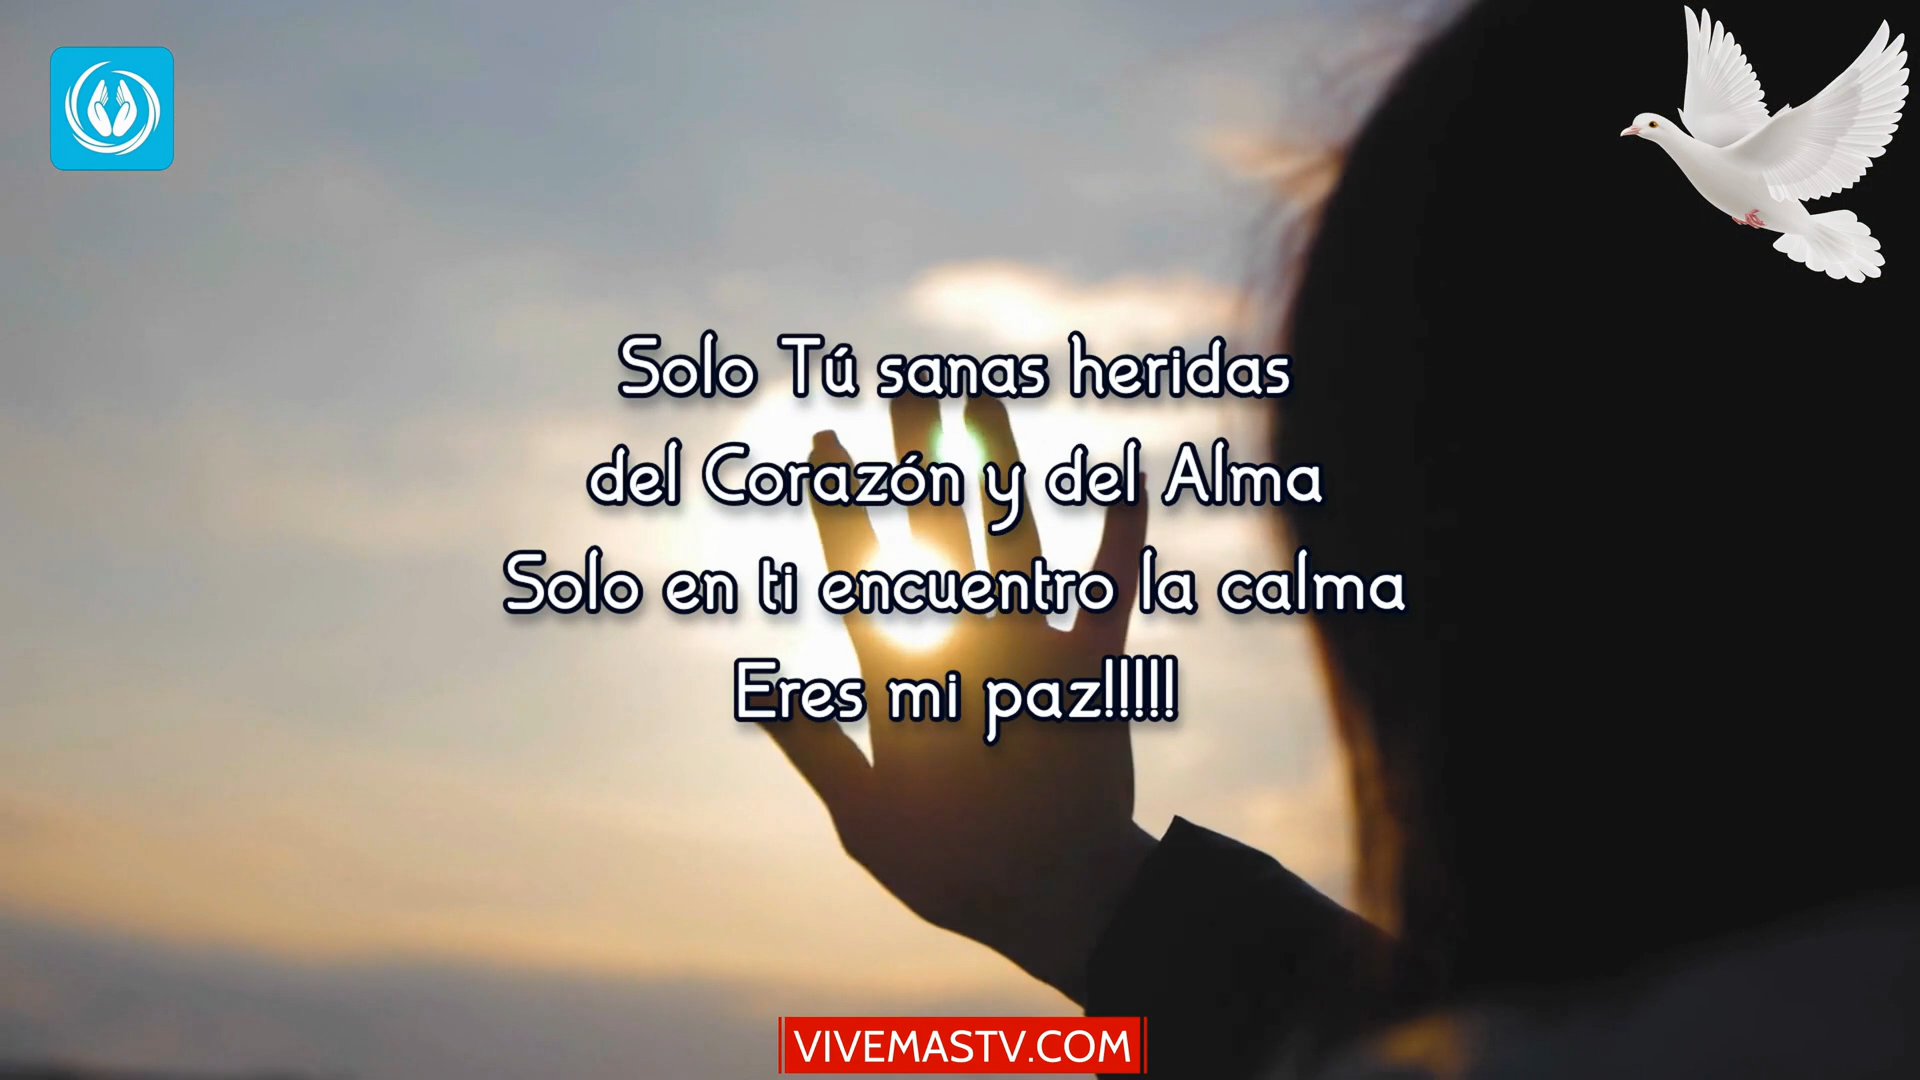 Solo Tú sanas heridas
del Corazón y del Alma
Solo en ti encuentro la calma
Eres mi paz!!!!!
VIVEMASTV.COM